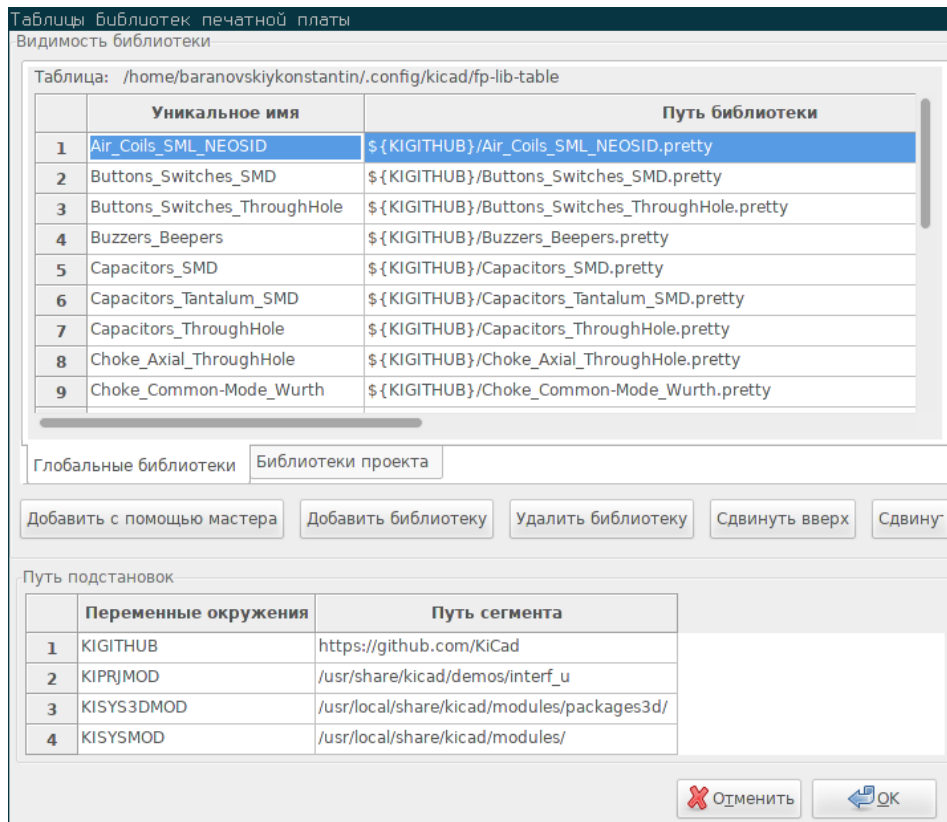 Таблицы библиотек печатной платы
Видимость библиотеки
Таблица: /home/baranovskiykonstantin/.config/kicad/fp-lib-table
Уникальное имя Путь библиотеки
1 Air_Coils_SML_NEOSID ${KIGITHUB}/Air_Coils_SML_NEOSID.pretty
2 Buttons_Switches_SMD ${KIGITHUB}/Buttons_Switches_SMD.pretty
3 Buttons_Switches_ThroughHole ${KIGITHUB}/Buttons_Switches_ThroughHole.pretty
4 Buzzers_Beepers ${KIGITHUB}/Buzzers_Beepers.pretty
5 Capacitors_SMD ${KIGITHUB}/Capacitors_SMD.pretty
6 Capacitors_Tantalum_SMD ${KIGITHUB}/Capacitors_Tantalum_SMD.pretty
7 Capacitors_ThroughHole ${KIGITHUB}/Capacitors_ThroughHole.pretty
8 Choke_Axial_ThroughHole ${KIGITHUB}/Choke_Axial_ThroughHole.pretty
9 Choke_Common-Mode_Wurth ${KIGITHUB}/Choke_Common-Mode_Wurth.pretty
Глобальные библиотеки Библиотеки проекта
Добавить с помощью мастера Добавить библиотеку Удалить библиотеку Сдвинуть вверх Сдвинут
Путь подстановок
Переменные окружения Путь сегмента
1 KIGITHUB https://github.com/KiCad
2 KIPRJMOD /usr/share/kicad/demos/interf_u
3 KISYS3DMOD /usr/local/share/kicad/modules/packages3d/
4 KISYSMOD /usr/local/share/kicad/modules/
Отменить OK